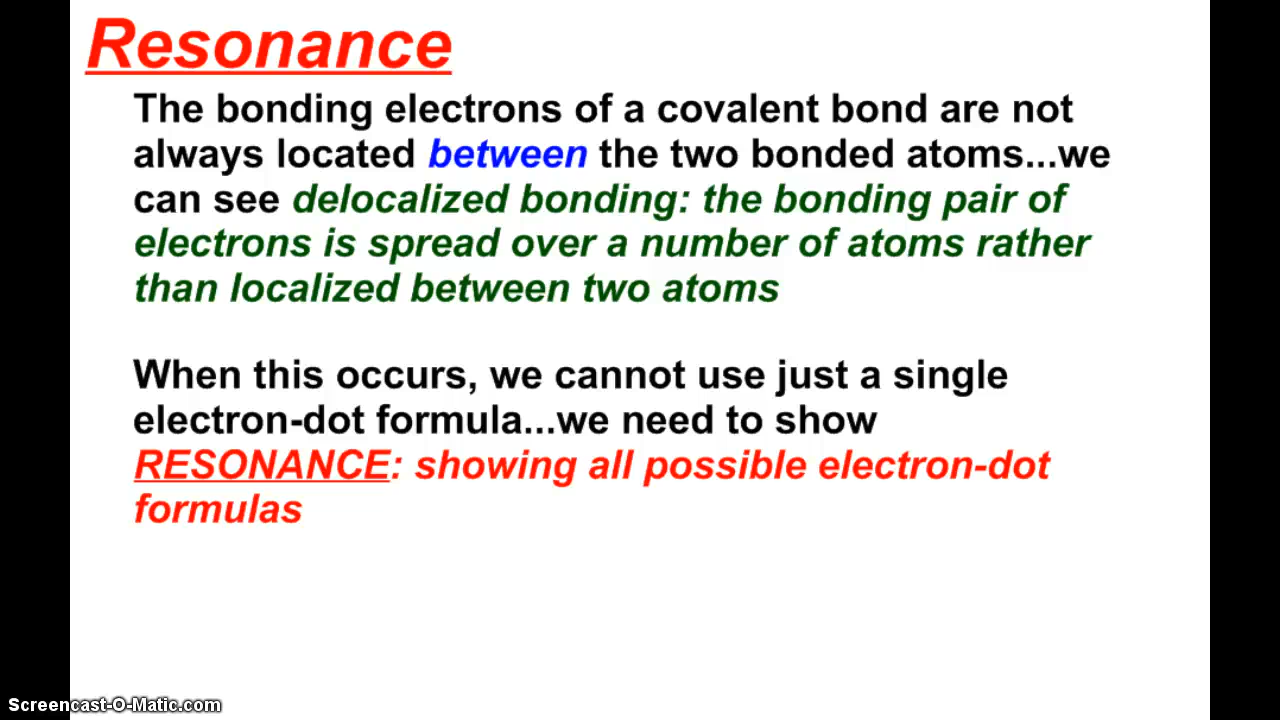 Resonance
The bonding electrons of a covalent bond are not
always located between the two bonded atoms...we
can see delocalized bonding: the bonding pair of
electrons is spread over a number of atoms rather
than localized between two atoms
When this occurs, we cannot use just a single
electron-dot formula...we need to show
RESONANCE: showing all possible electron-dot
formulas
Screencast-O-Matic.com